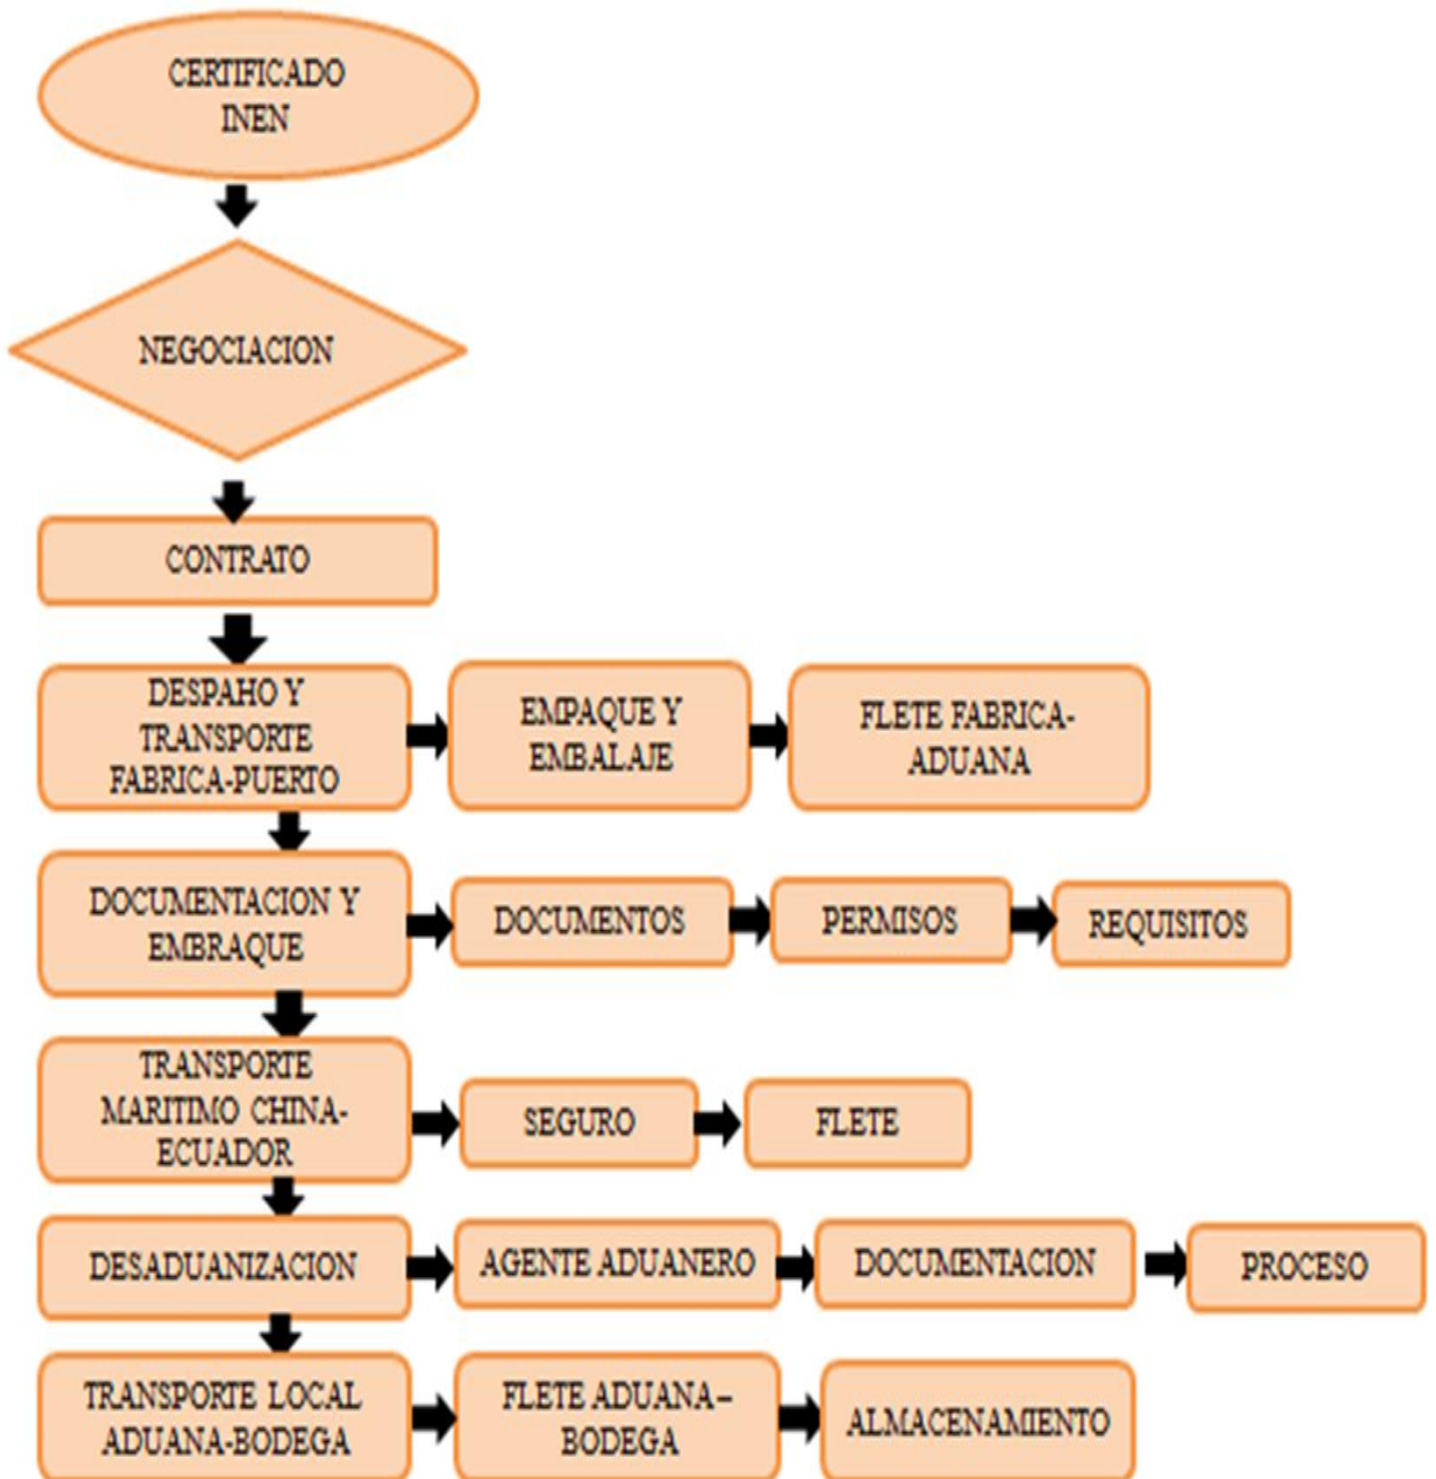 CERTIFICADO
INEN
NEGOCIACION
CONTRATO
DESPAHO Y
TRANSPORTE
FABRICA-PUERTO
EMPAQUE Y
EMBALAJE
FLETE FABRICA-
ADUANA
DOCUMENTACION Y
EMBRAQUE
DOCUMENTOS
PERMISOS
REQUISITOS
TRANSPORTE
MARITIMO CHINA-
ECUADOR
SEGURO
FLETE
DESADUANIZACION
AGENTE ADUANERO
DOCUMENTACION
PROCESO
TRANSPORTE LOCAL
ADUANA-BODEGA
FLETE ADUANA–
BODEGA
ALMACENAMIENTO